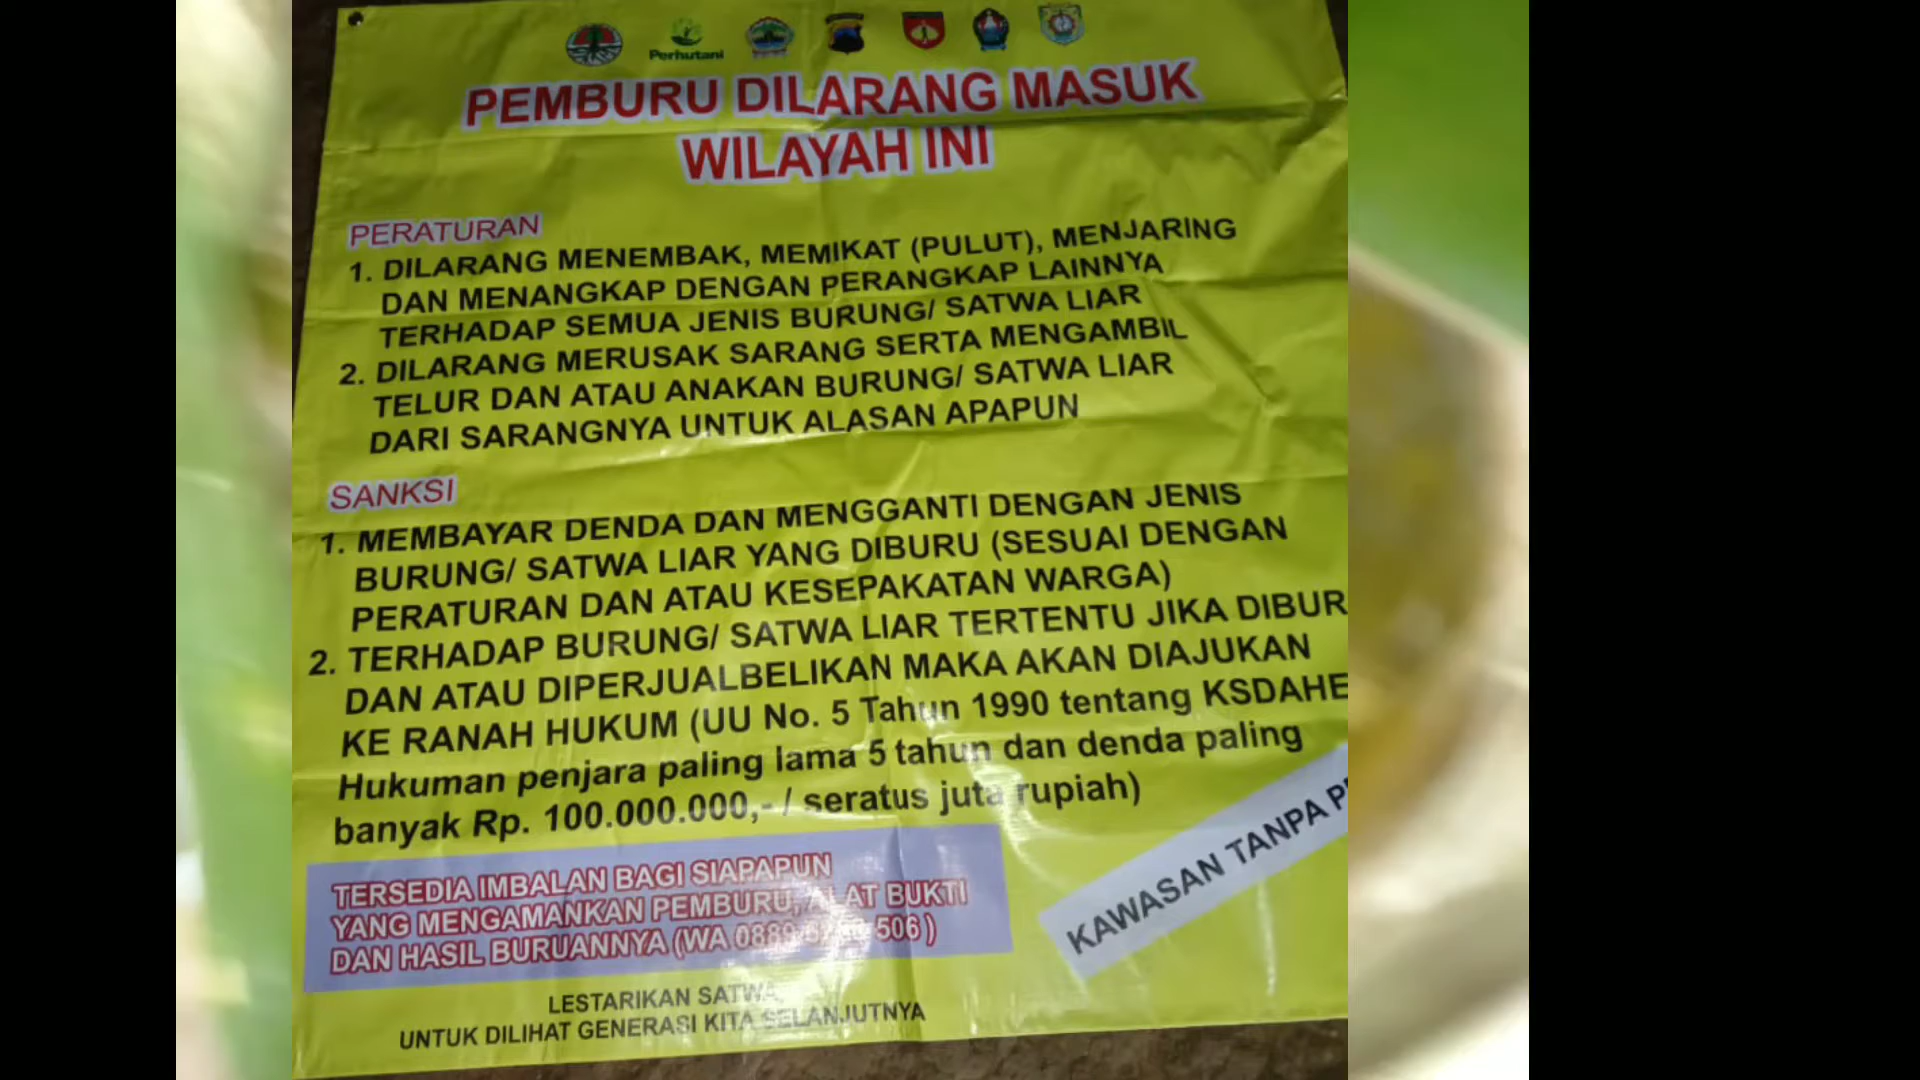 Perhutani
PEMBURU DILARANG MASUK
WILAYAH INI
PERATURAN
1. DILARANG MENEMBAK, MEMIKAT (PULUT), MENJARING
DAN MENANGKAP DENGAN PERANGKAP LAINNYA
TERHADAP SEMUA JENIS BURUNG/ SATWA LIAR
2. DILARANG MERUSAK SARANG SERTA MENGAMBIL
TELUR DAN ATAU ANAKAN BURUNG/ SATWA LIAR
DARI SARANGNYA UNTUK ALASAN APAPUN
SANKSI
1. MEMBAYAR DENDA DAN MENGGANTI DENGAN JENIS
BURUNG/ SATWA LIAR YANG DIBURU (SESUAI DENGAN
PERATURAN DAN ATAU KESEPAKATAN WARGA)
2. TERHADAP BURUNG/ SATWA LIAR TERTENTU JIKA DIBUR
DAN ATAU DIPERJUALBELIKAN MAKA AKAN DIAJUKAN
KE RANAH HUKUM (UU No. 5 Tahun 1990 tentang KSDAHE
Hukuman penjara paling lama 5 tahun dan denda paling
banyak Rp. 100.000.000,- / seratus juta rupiah)
TERSEDIA IMBALAN BAGI SIAPAPUN
YANG MENGAMANKAN PEMBURU, ALAT BUKTI
DAN HASIL BURUANNYA (WA 506 )
KAWASAN TANPA
LESTARIKAN SATWA
UNTUK DILIHAT GENERASI KITA SELANJUTNYA